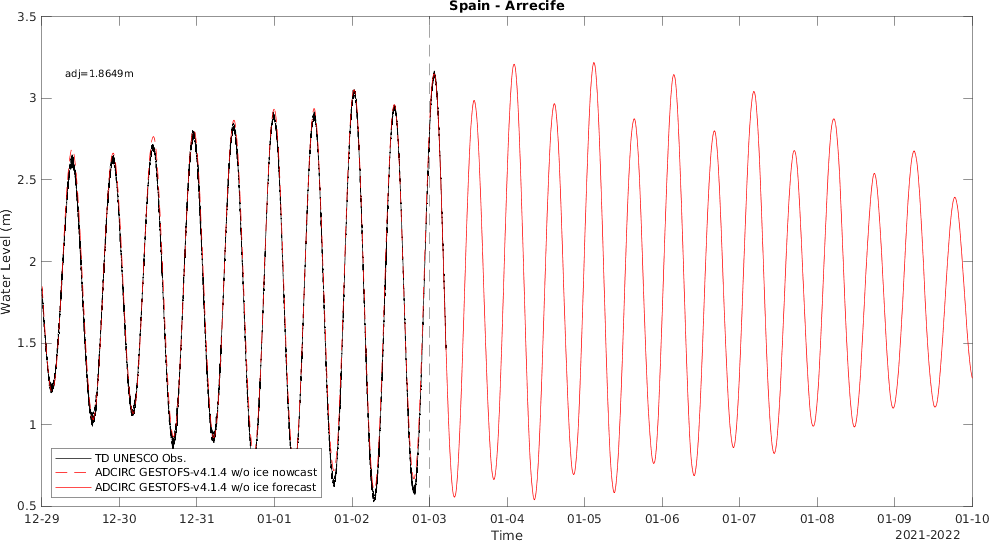 Spain - Arrecife
3.5
3
2.5
2
1.5
1
0.5
Water Level (m)
adj=1.8649m
TD UNESCO Obs.
ADCIRC GESTOFS-v4.1.4 w/o ice nowcast
ADCIRC GESTOFS-v4.1.4 w/o ice forecast
12-29 12-30 12-31 01-01 01-02 01-03 01-04 01-05 01-06 01-07 01-08 01-09 01-10
Time
2021-2022